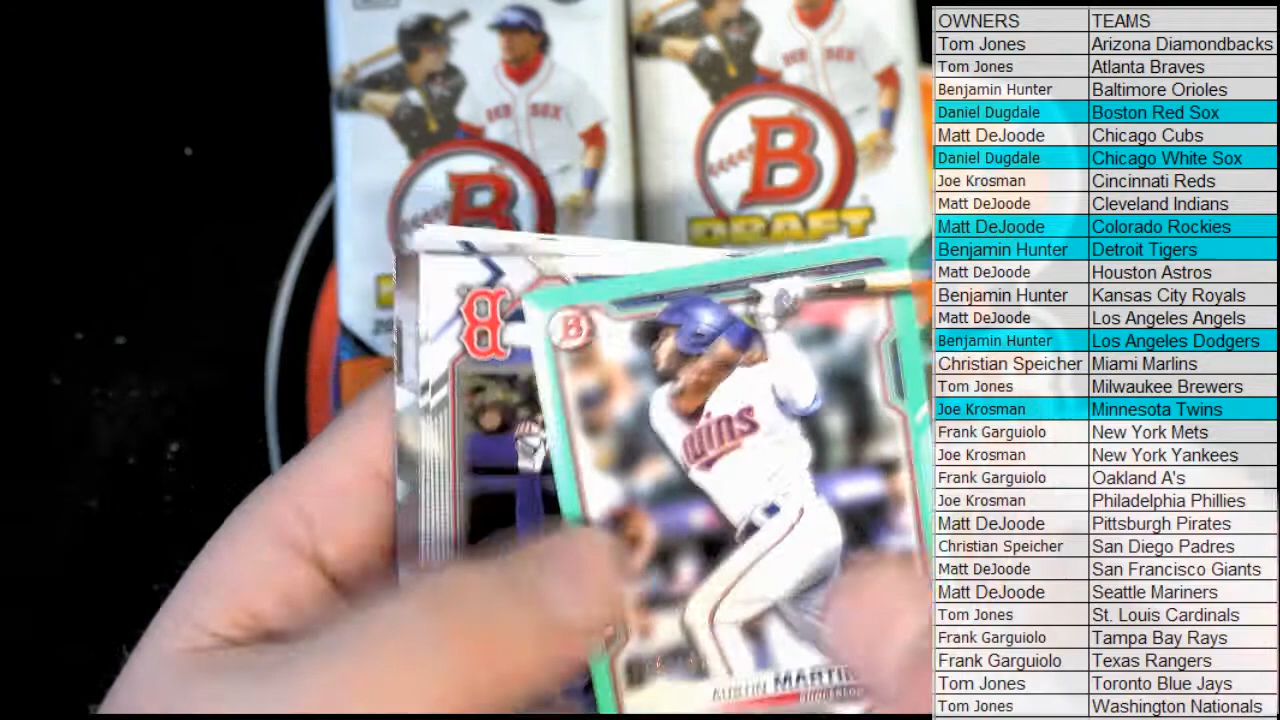 RED SOX
B
DRAFT
B
B
Twins
AUSTIN MARTIN
OWNERS TEAMS
Tom Jones Arizona Diamondbacks
Tom Jones Atlanta Braves
Benjamin Hunter Baltimore Orioles
Daniel Dugdale Boston Red Sox
Matt DeJoode Chicago Cubs
Daniel Dugdale Chicago White Sox
Joe Krosman Cincinnati Reds
Matt DeJoode Cleveland Indians
Matt DeJoode Colorado Rockies
Benjamin Hunter Detroit Tigers
Matt DeJoode Houston Astros
Benjamin Hunter Kansas City Royals
Matt DeJoode Los Angeles Angels
Benjamin Hunter Los Angeles Dodgers
Christian Speicher Miami Marlins
Tom Jones Milwaukee Brewers
Joe Krosman Minnesota Twins
Frank Garguiolo New York Mets
Joe Krosman New York Yankees
Frank Garguiolo Oakland A's
Joe Krosman Philadelphia Phillies
Matt DeJoode Pittsburgh Pirates
Christian Speicher San Diego Padres
Matt DeJoode San Francisco Giants
Matt DeJoode Seattle Mariners
Tom Jones St. Louis Cardinals
Frank Garguiolo Tampa Bay Rays
Frank Garguiolo Texas Rangers
Tom Jones Toronto Blue Jays
Tom Jones Washington Nationals